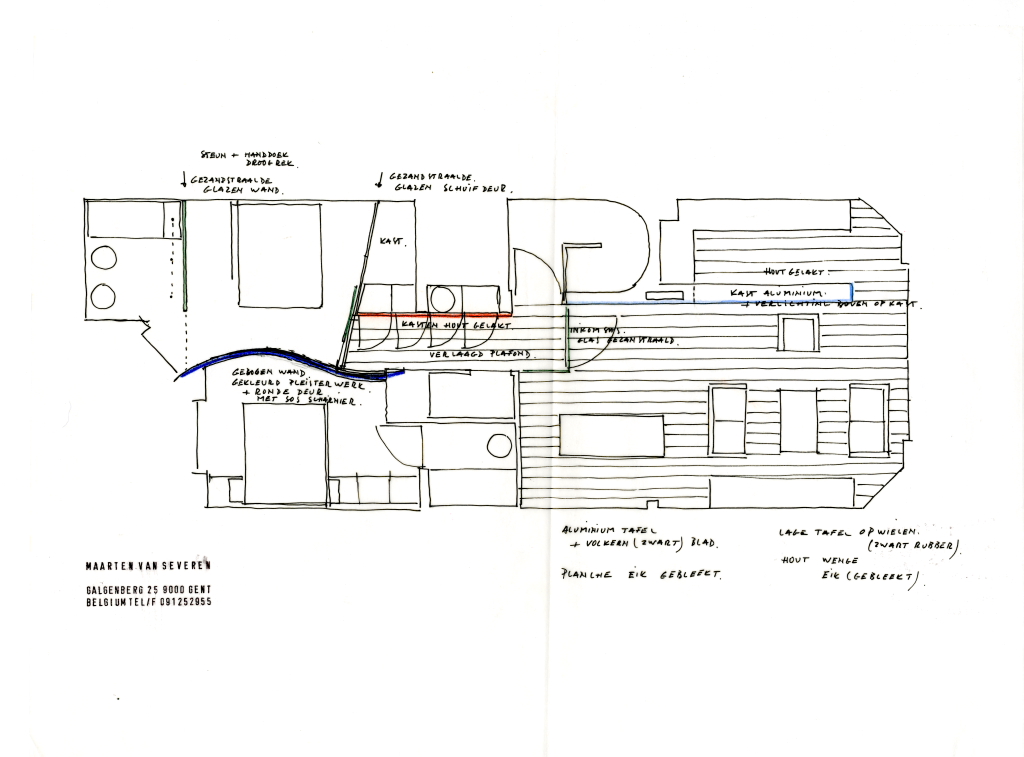 STEUN + HANDDOEK
DROOGREK.
GEZANDSTRAALDE
GLAZEN WAND.
GEZANDSTRAALDE.
GLAZEN SCHUIFDEUR.
KAST.
HOUT GELAKT.
KAST ALUMINIUM.
+ VERLICHTING BOVEN OP KAST.
KASTEN HOUT GELAKT.
INKOM SAS.
GLAS GEZANSTRAALD.
VERLAAGD PLAFOND.
GEBOGEN WAND.
GEKLEURD PLEISTERWERK.
+ RONDE DEUR
MET SOS SCHARNIER.
ALUMINIUM TAFEL
+ VOLKERN (ZWART) BLAD.
PLANCHE EIK GEBLEEKT.
LAGE TAFEL OP WIELEN.
(ZWART RUBBER).
HOUT WENGE
EIK (GEBLEEKT).
MAARTEN VAN SEVEREN
GALGENBERG 25 9000 GENT
BELGIUM TEL/F 091252955